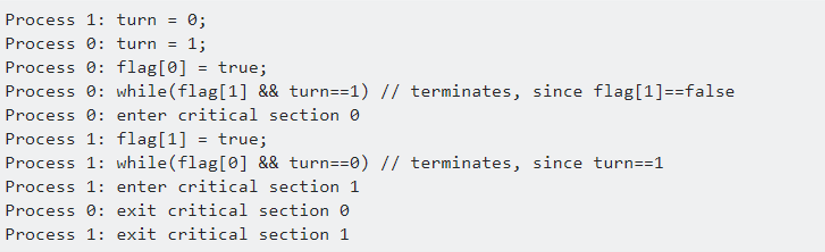 Process 1: turn = 0;
Process 0: turn = 1;
Process 0: flag[0] = true;
Process 0: while(flag[1] && turn==1) // terminates, since flag[1]==false
Process 0: enter critical section 0
Process 1: flag[1] = true;
Process 1: while(flag[0] && turn==0) // terminates, since turn==1
Process 1: enter critical section 1
Process 0: exit critical section 0
Process 1: exit critical section 1